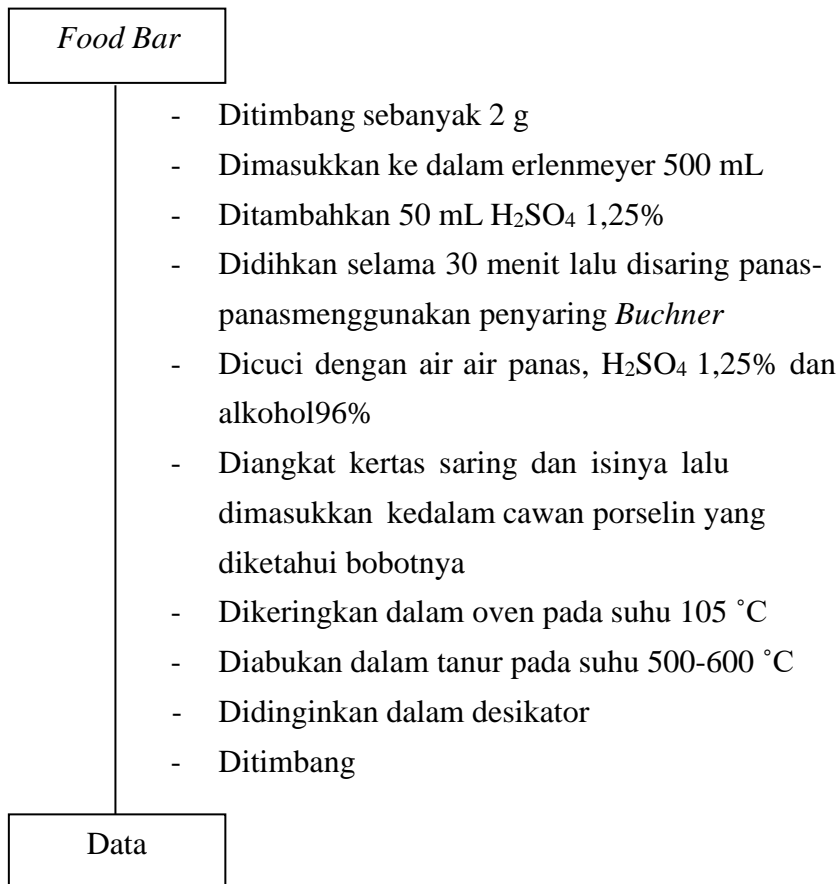 Food Bar
- Ditimbang sebanyak 2 g
- Dimasukkan ke dalam erlenmeyer 500 mL
- Ditambahkan 50 mL H₂SO₄ 1,25%
- Didihkan selama 30 menit lalu disaring panas-
panasmenggunakan penyaring Buchner
- Dicuci dengan air air panas, H₂SO₄ 1,25% dan
alkohol96%
- Diangkat kertas saring dan isinya lalu
dimasukkan kedalam cawan porselin yang
diketahui bobotnya
- Dikeringkan dalam oven pada suhu 105 ˚C
- Diabukan dalam tanur pada suhu 500-600 ˚C
- Didinginkan dalam desikator
- Ditimbang
Data